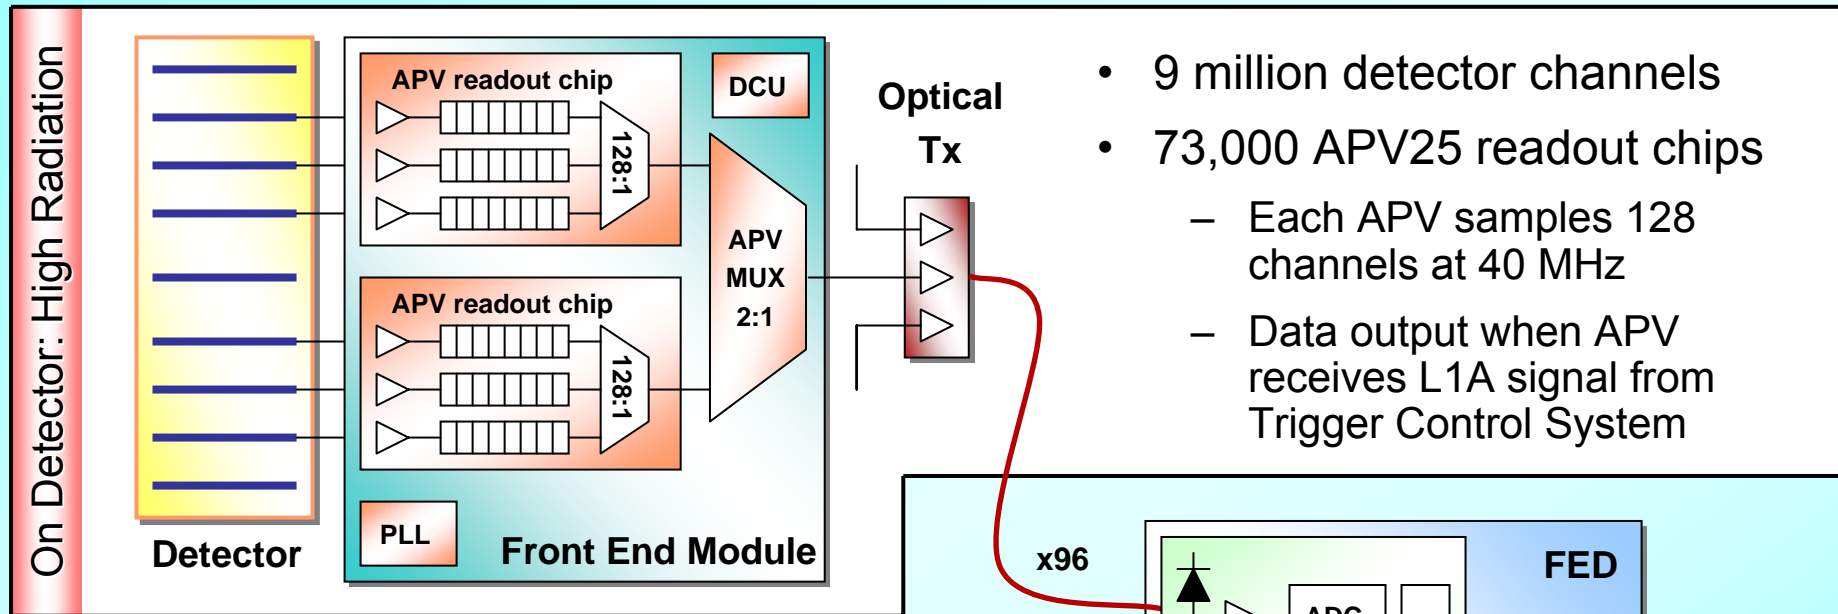 On Detector: High Radiation
APV readout chip
128:1
APV readout chip
128:1
DCU
APV
MUX
2:1
PLL
Detector
Front End Module
Optical
Tx
• 9 million detector channels
• 73,000 APV25 readout chips
– Each APV samples 128
channels at 40 MHz
– Data output when APV
receives L1A signal from
Trigger Control System
x96
FED
ADC